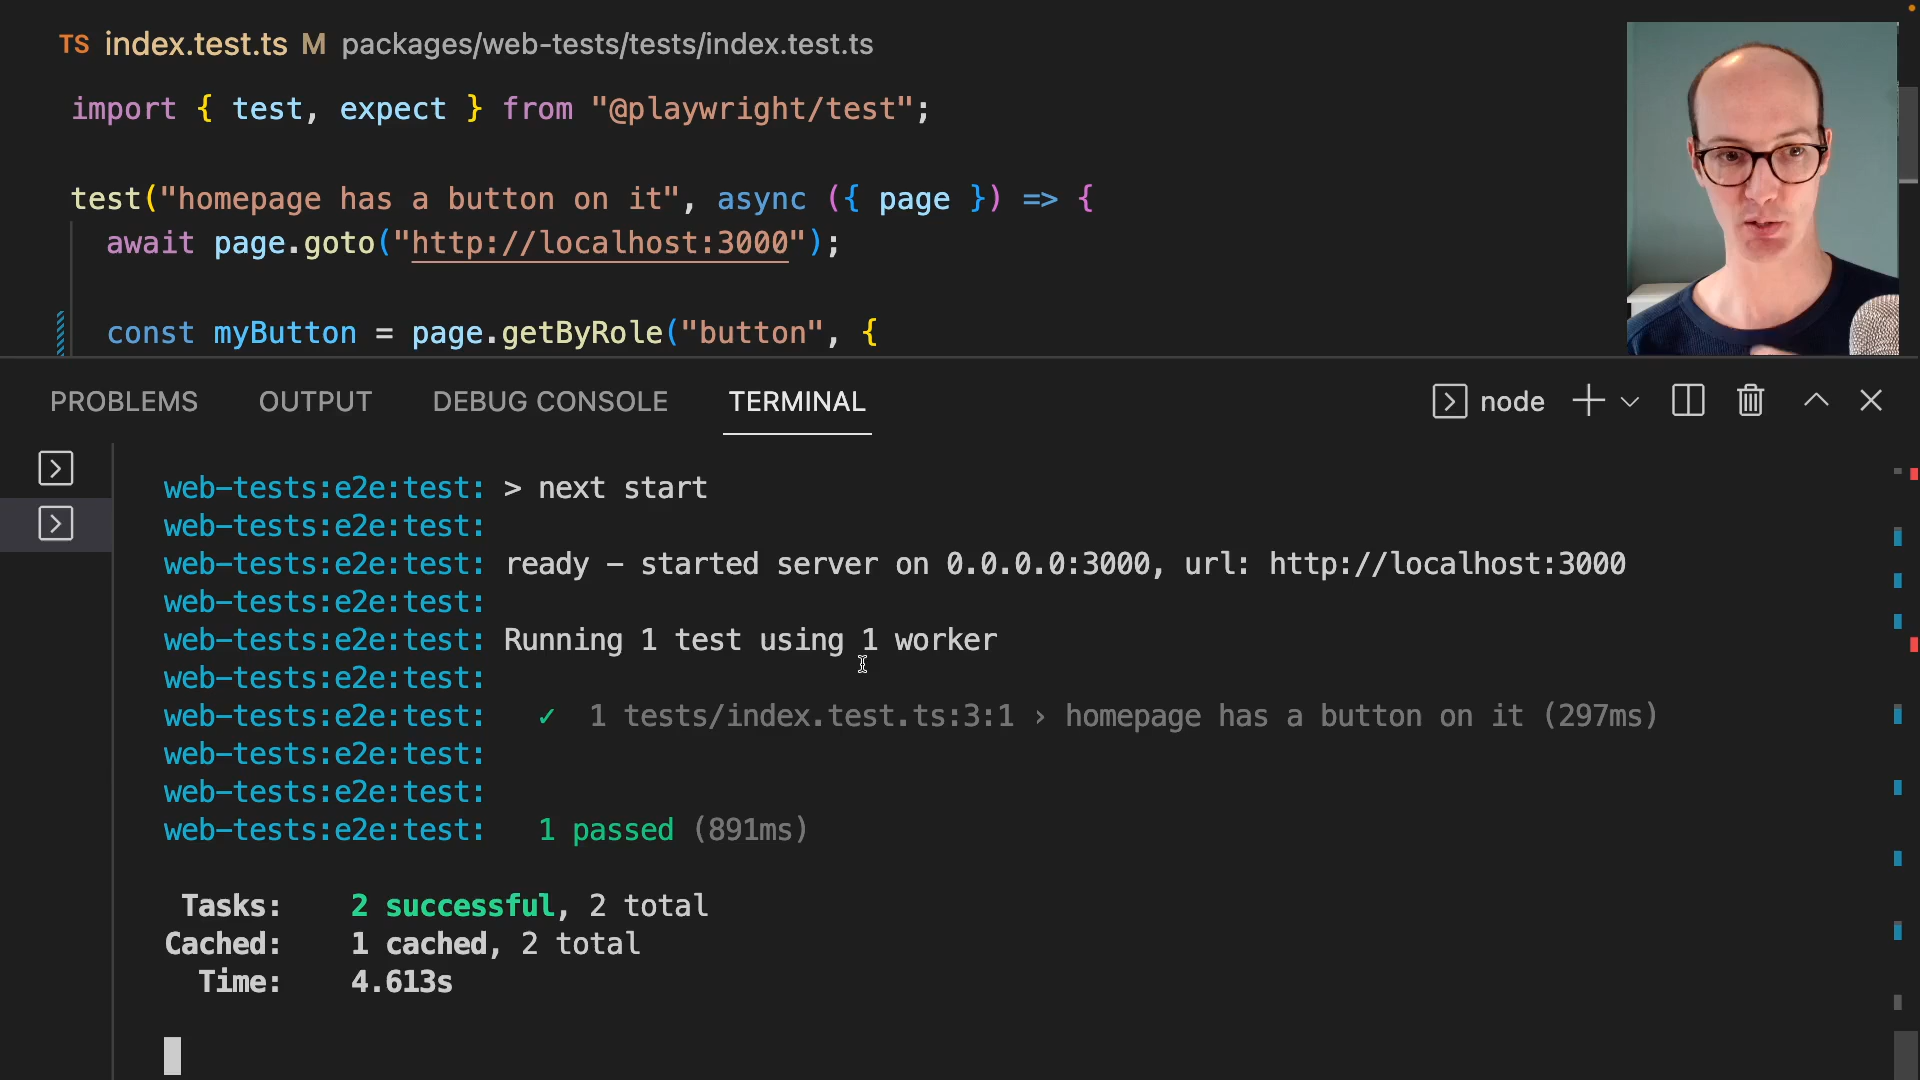 TS index.test.ts M packages/web-tests/tests/index.test.ts
import { test, expect } from "@playwright/test";
test("homepage has a button on it", async ({ page }) => {
await page.goto("http://localhost:3000");
const myButton = page.getByRole("button", {
PROBLEMS OUTPUT DEBUG CONSOLE TERMINAL node
web-tests:e2e:test: > next start
web-tests:e2e:test:
web-tests:e2e:test: ready - started server on 0.0.0.0:3000, url: http://localhost:3000
web-tests:e2e:test:
web-tests:e2e:test: Running 1 test using 1 worker
web-tests:e2e:test:
web-tests:e2e:test: ✓ 1 tests/index.test.ts:3:1 › homepage has a button on it (297ms)
web-tests:e2e:test:
web-tests:e2e:test:
web-tests:e2e:test: 1 passed (891ms)
Tasks: 2 successful, 2 total
Cached: 1 cached, 2 total
Time: 4.613s